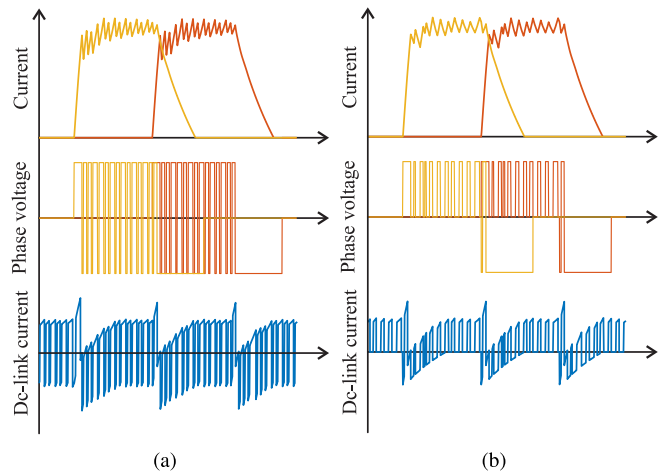 Current
Phase voltage
Dc-link current
(a)
Current
Phase voltage
Dc-link current
(b)